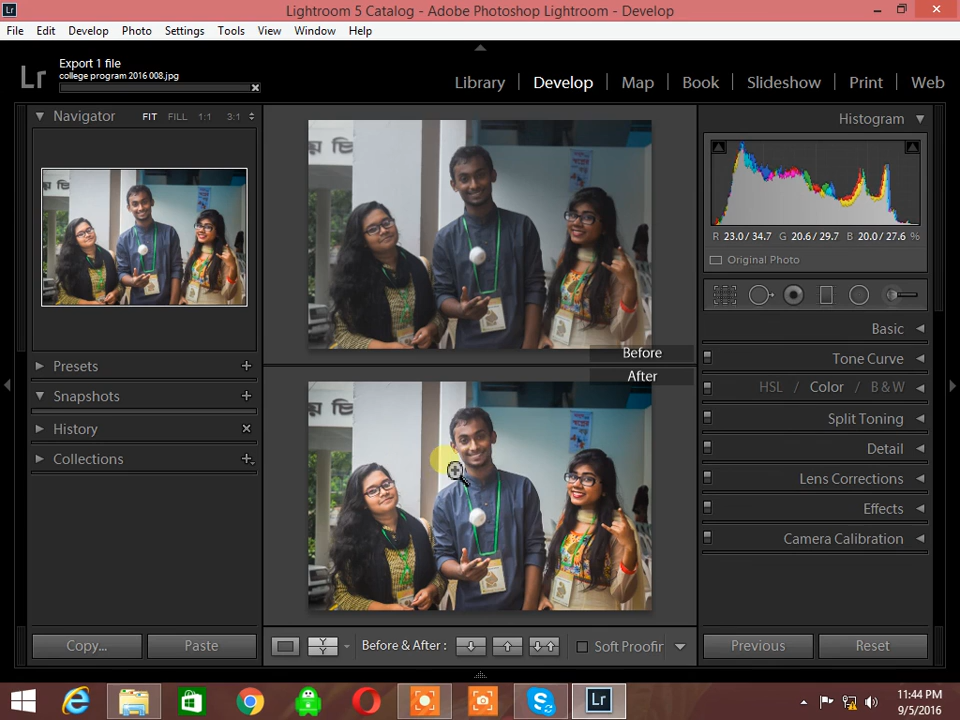 Lightroom 5 Catalog - Adobe Photoshop Lightroom - Develop
File Edit Develop Photo Settings Tools View Window Help
Export 1 file
college program 2016 008.jpg
Lr
Library Develop Map Book Slideshow Print Web
Navigator FIT FILL 1:1 3:1
Histogram
R 23.0 / 34.7 G 20.6 / 29.7 B 20.0 / 27.6 %
Original Photo
Basic
Before
Tone Curve
Presets
After
HSL / Color / B & W
Snapshots
Split Toning
History
Detail
Collections
Lens Corrections
Effects
Camera Calibration
Copy... Paste
Y Y
Before & After :
Soft Proofin
Previous Reset
11:44 PM
9/5/2016